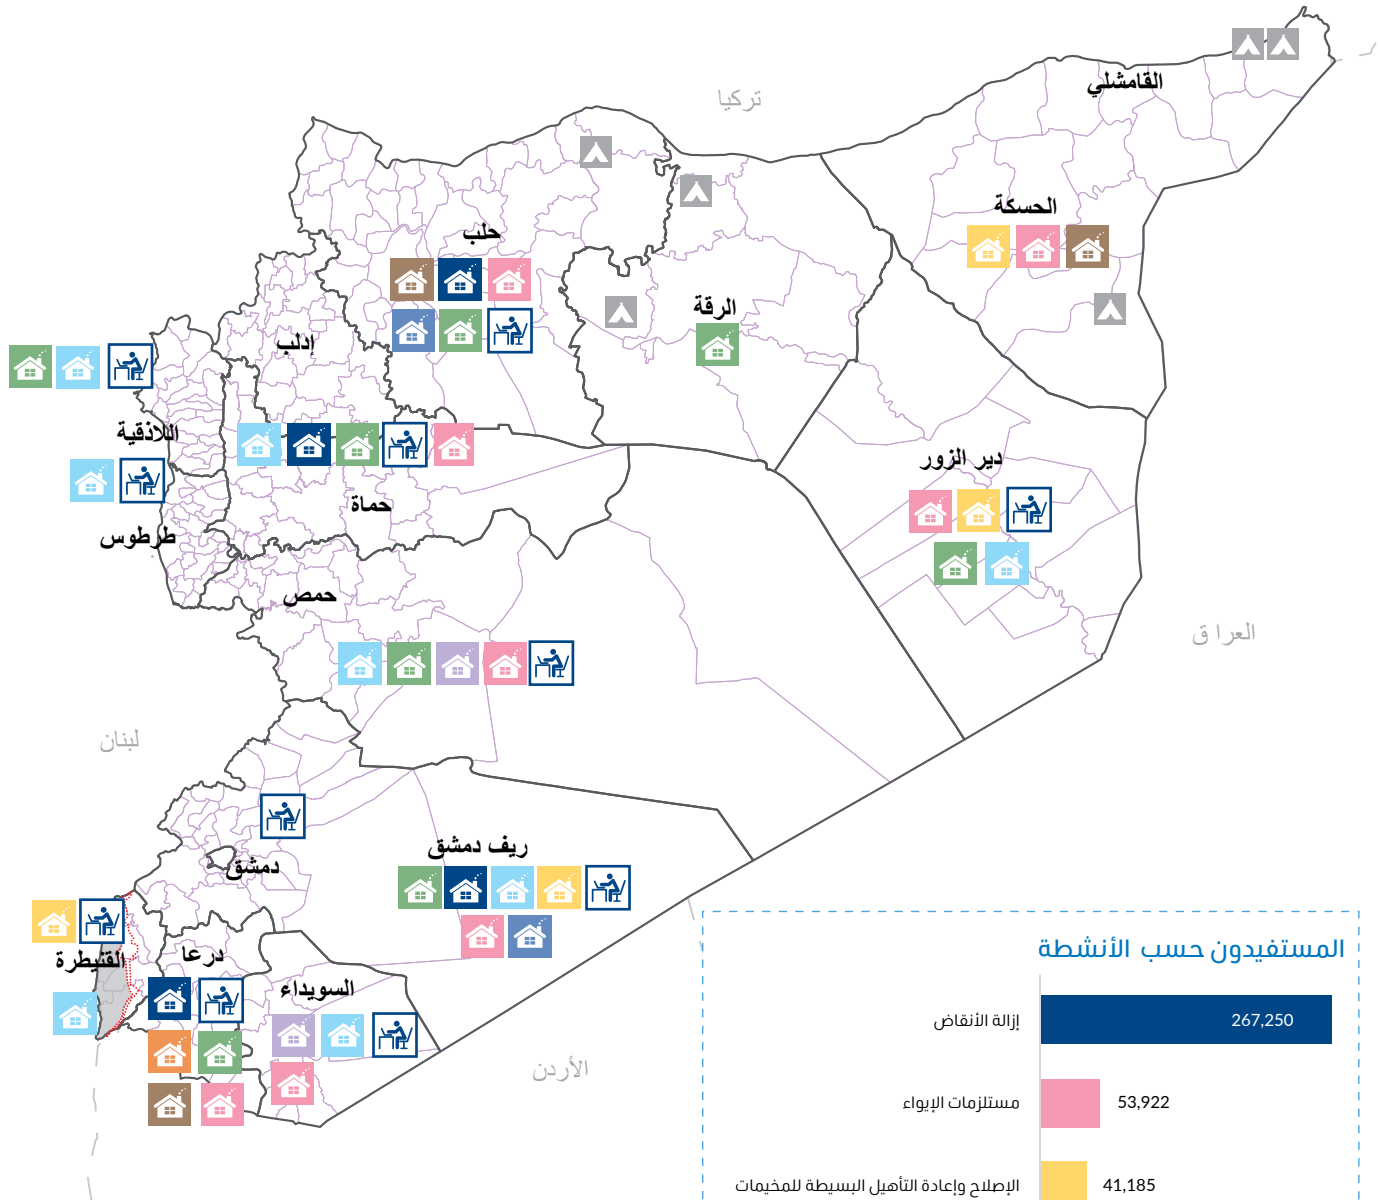 تركيا
القامشلي
الحسكة
حلب
الرقة
إدلب
اللاذقية
دير الزور
حماة
طرطوس
حمص
العراق
لبنان
ريف دمشق
دمشق
درعا
القنيطرة
السويداء
الأردن
المستفيدون حسب الأنشطة
إزالة الأنقاض 267,250
مستلزمات الإيواء 53,922
الإصلاح وإعادة التأهيل البسيطة للمخيمات 41,185